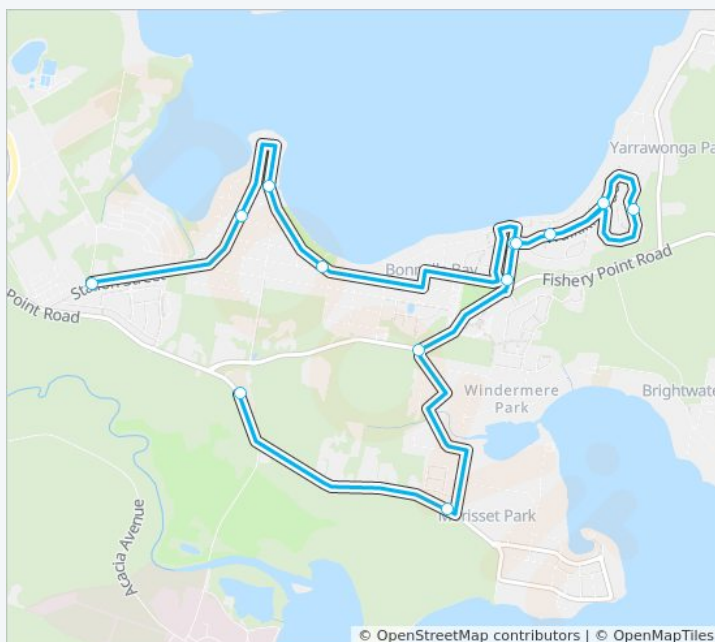 Yarrawonga Pa
Bonnells Bay
Fishery Point Road
Point Road
Windermere
Park
Brightwate
Morisset Park
Acacia Avenue
© OpenStreetMap contributors | © OpenMapTiles